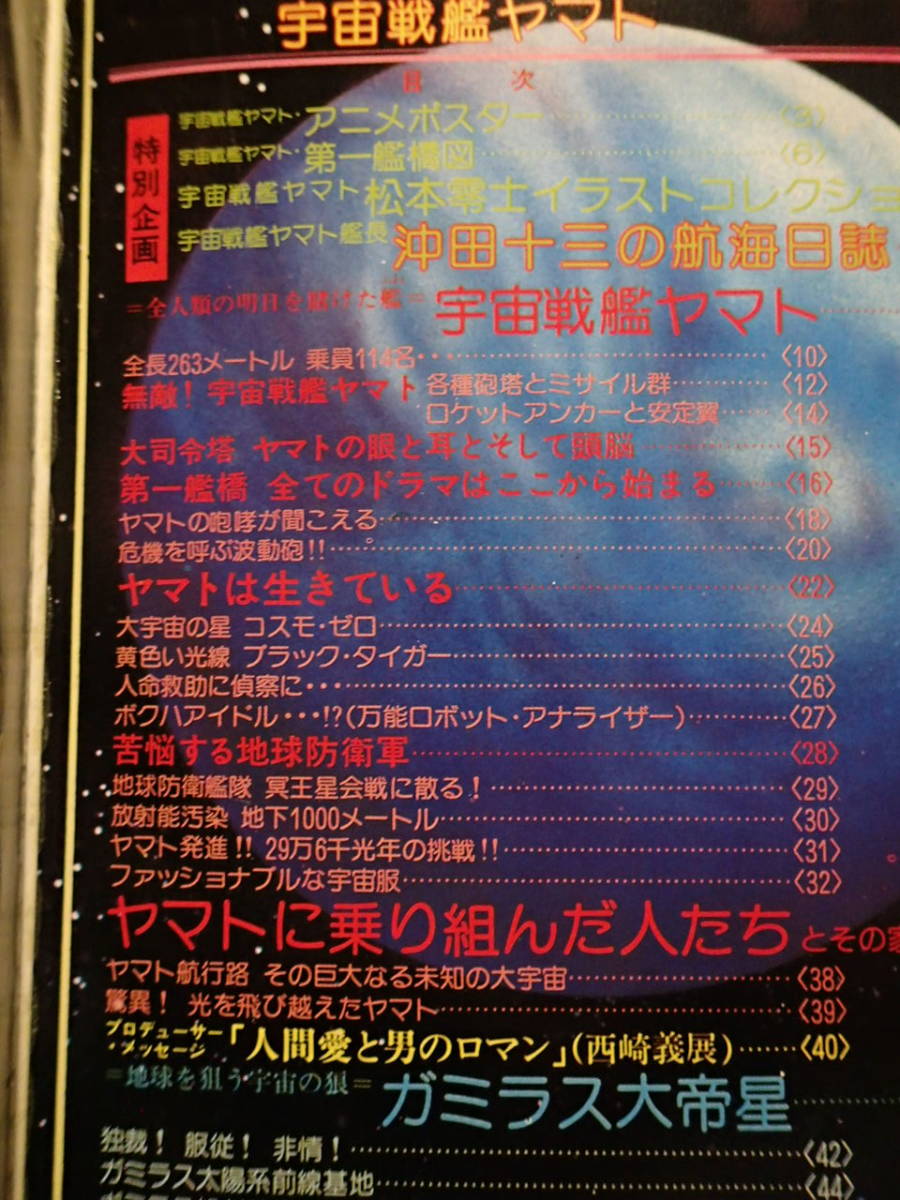 宇宙戦艦ヤマト
目 次
特別企画
宇宙戦艦ヤマト・アニメポスター……〈3〉
宇宙戦艦ヤマト・第一艦橋図……〈6〉
宇宙戦艦ヤマト 松本零士イラストコレクショ
宇宙戦艦ヤマト艦長 沖田十三の航海日誌
=全人類の明日を賭けた艦= 宇宙戦艦ヤマト……
全長263メートル 乗員114名……〈10〉
無敵! 宇宙戦艦ヤマト 各種砲塔とミサイル群……〈12〉
ロケットアンカーと安定翼……〈14〉
大司令塔 ヤマトの眼と耳とそして頭脳……〈15〉
第一艦橋 全てのドラマはここから始まる……〈16〉
ヤマトの咆哮が聞こえる……〈18〉
危機を呼ぶ波動砲!!……〈20〉
ヤマトは生きている……〈22〉
大宇宙の星 コスモ・ゼロ……〈24〉
黄色い光線 ブラック・タイガー……〈25〉
人命救助に偵察に・・・……〈26〉
ボクハアイドル・・・!?(万能ロボット・アナライザー)……〈27〉
苦悩する地球防衛軍……〈28〉
地球防衛艦隊 冥王星会戦に散る!……〈29〉
放射能汚染 地下1000メートル……〈30〉
ヤマト発進!! 29万6千光年の挑戦!!……〈31〉
ファッショナブルな宇宙服……〈32〉
ヤマトに乗り組んだ人たち とその家
ヤマト航行路 その巨大なる未知の大宇宙……〈38〉
驚異! 光を飛び越えたヤマト……〈39〉
プロデューサー・メッセージ 「人間愛と男のロマン」(西崎義展)……〈40〉
=地球を狙う宇宙の狼= ガミラス大帝星……
独裁! 服従! 非情!……〈42〉
ガミラス太陽系前線基地……〈44〉